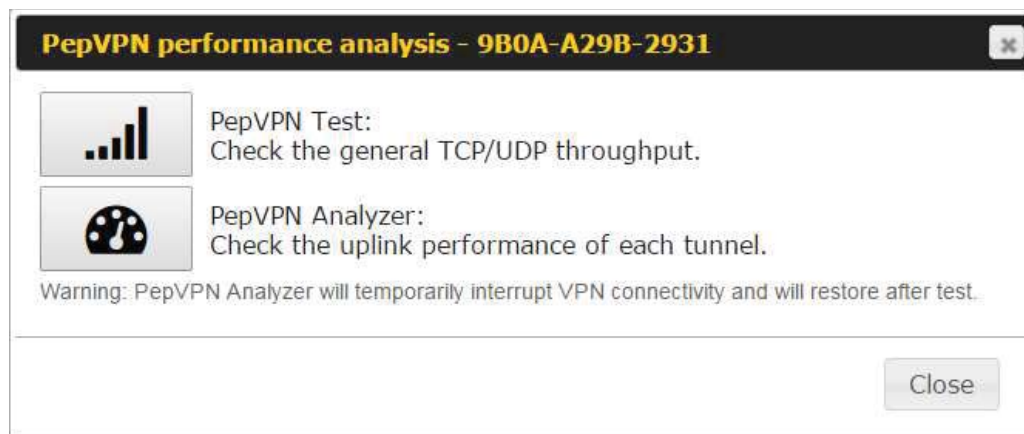 PepVPN performance analysis - 9B0A-A29B-2931
PepVPN Test:
Check the general TCP/UDP throughput.
PepVPN Analyzer:
Check the uplink performance of each tunnel.
Warning: PepVPN Analyzer will temporarily interrupt VPN connectivity and will restore after test.
Close